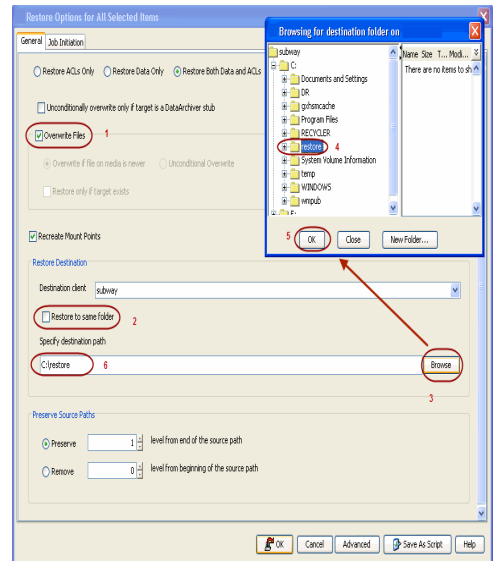 Restore Options for All Selected Items
General
Job Initiation
Restore ACLs Only
Restore Data Only
Restore Both Data and ACLs
Unconditionally overwrite only if target is a DataArchiver stub
Overwrite Files
1
Overwrite if file on media is newer
Unconditional Overwrite
Restore only if target exists
Recreate Mount Points
Restore Destination
Destination client
subway
Restore to same folder
2
Specify destination path
C:\restore
6
Browse
3
Preserve Source Paths
Preserve
1
level from end of the source path
Remove
0
level from beginning of the source path
OK
Cancel
Advanced
Save As Script
Help
Browsing for destination folder on
subway
C:
Documents and Settings
DR
gxhsmcache
Program Files
RECYCLER
restore
4
System Volume Information
temp
WINDOWS
wmpub
Name Size T... Modi...
There are no items to sh
5
OK
Close
New Folder...